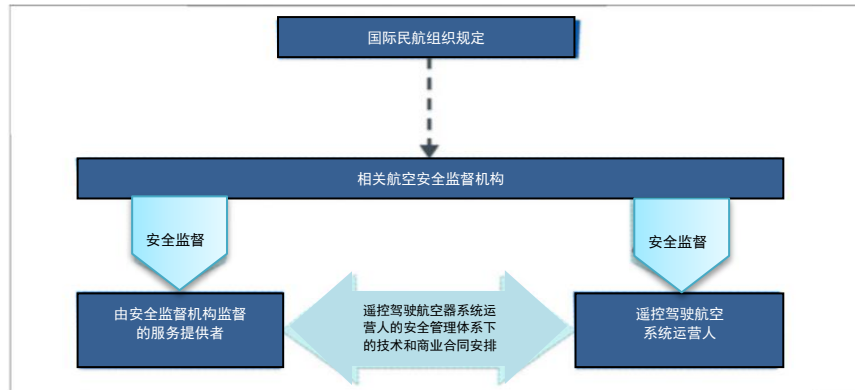 国际民航组织规定
相关航空安全监督机构
安全监督
安全监督
由安全监督机构监督
的服务提供者
遥控驾驶航空器系统运
营人的安全管理体系下
的技术和商业合同安排
遥控驾驶航空
系统运营人